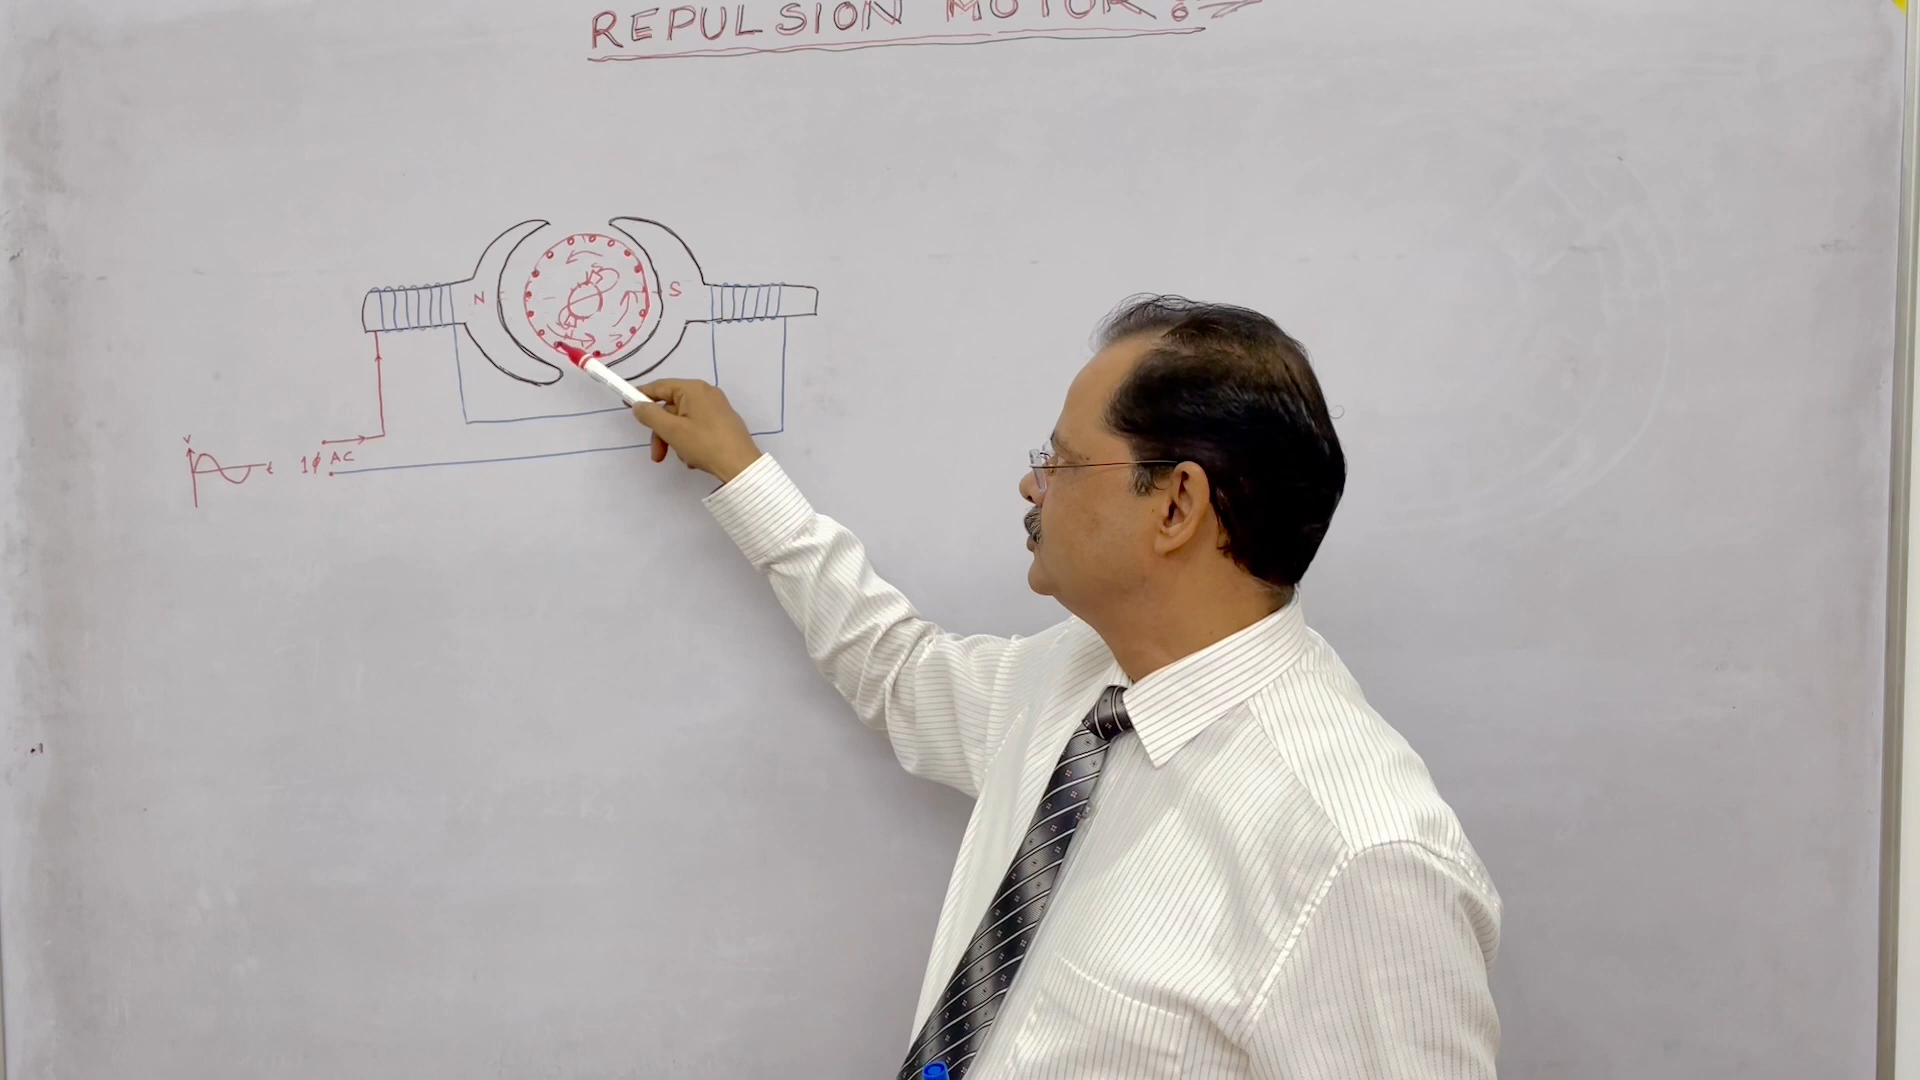 REPULSION MOTOR :
N S
V
t 1ϕ AC